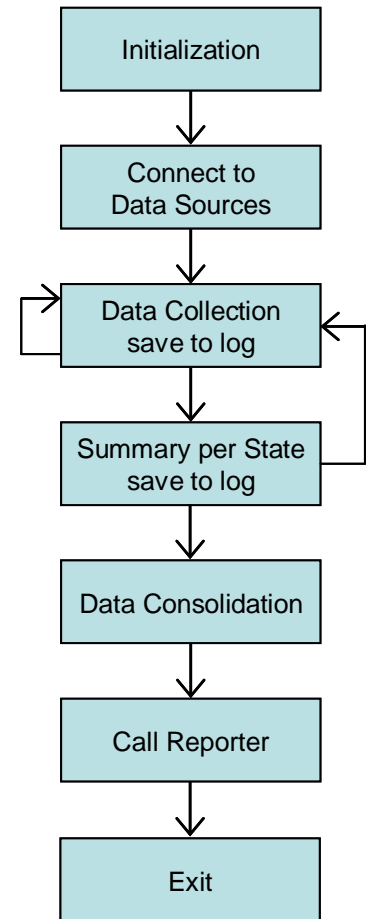 Initialization
Connect to
Data Sources
Data Collection
save to log
Summary per State
save to log
Data Consolidation
Call Reporter
Exit